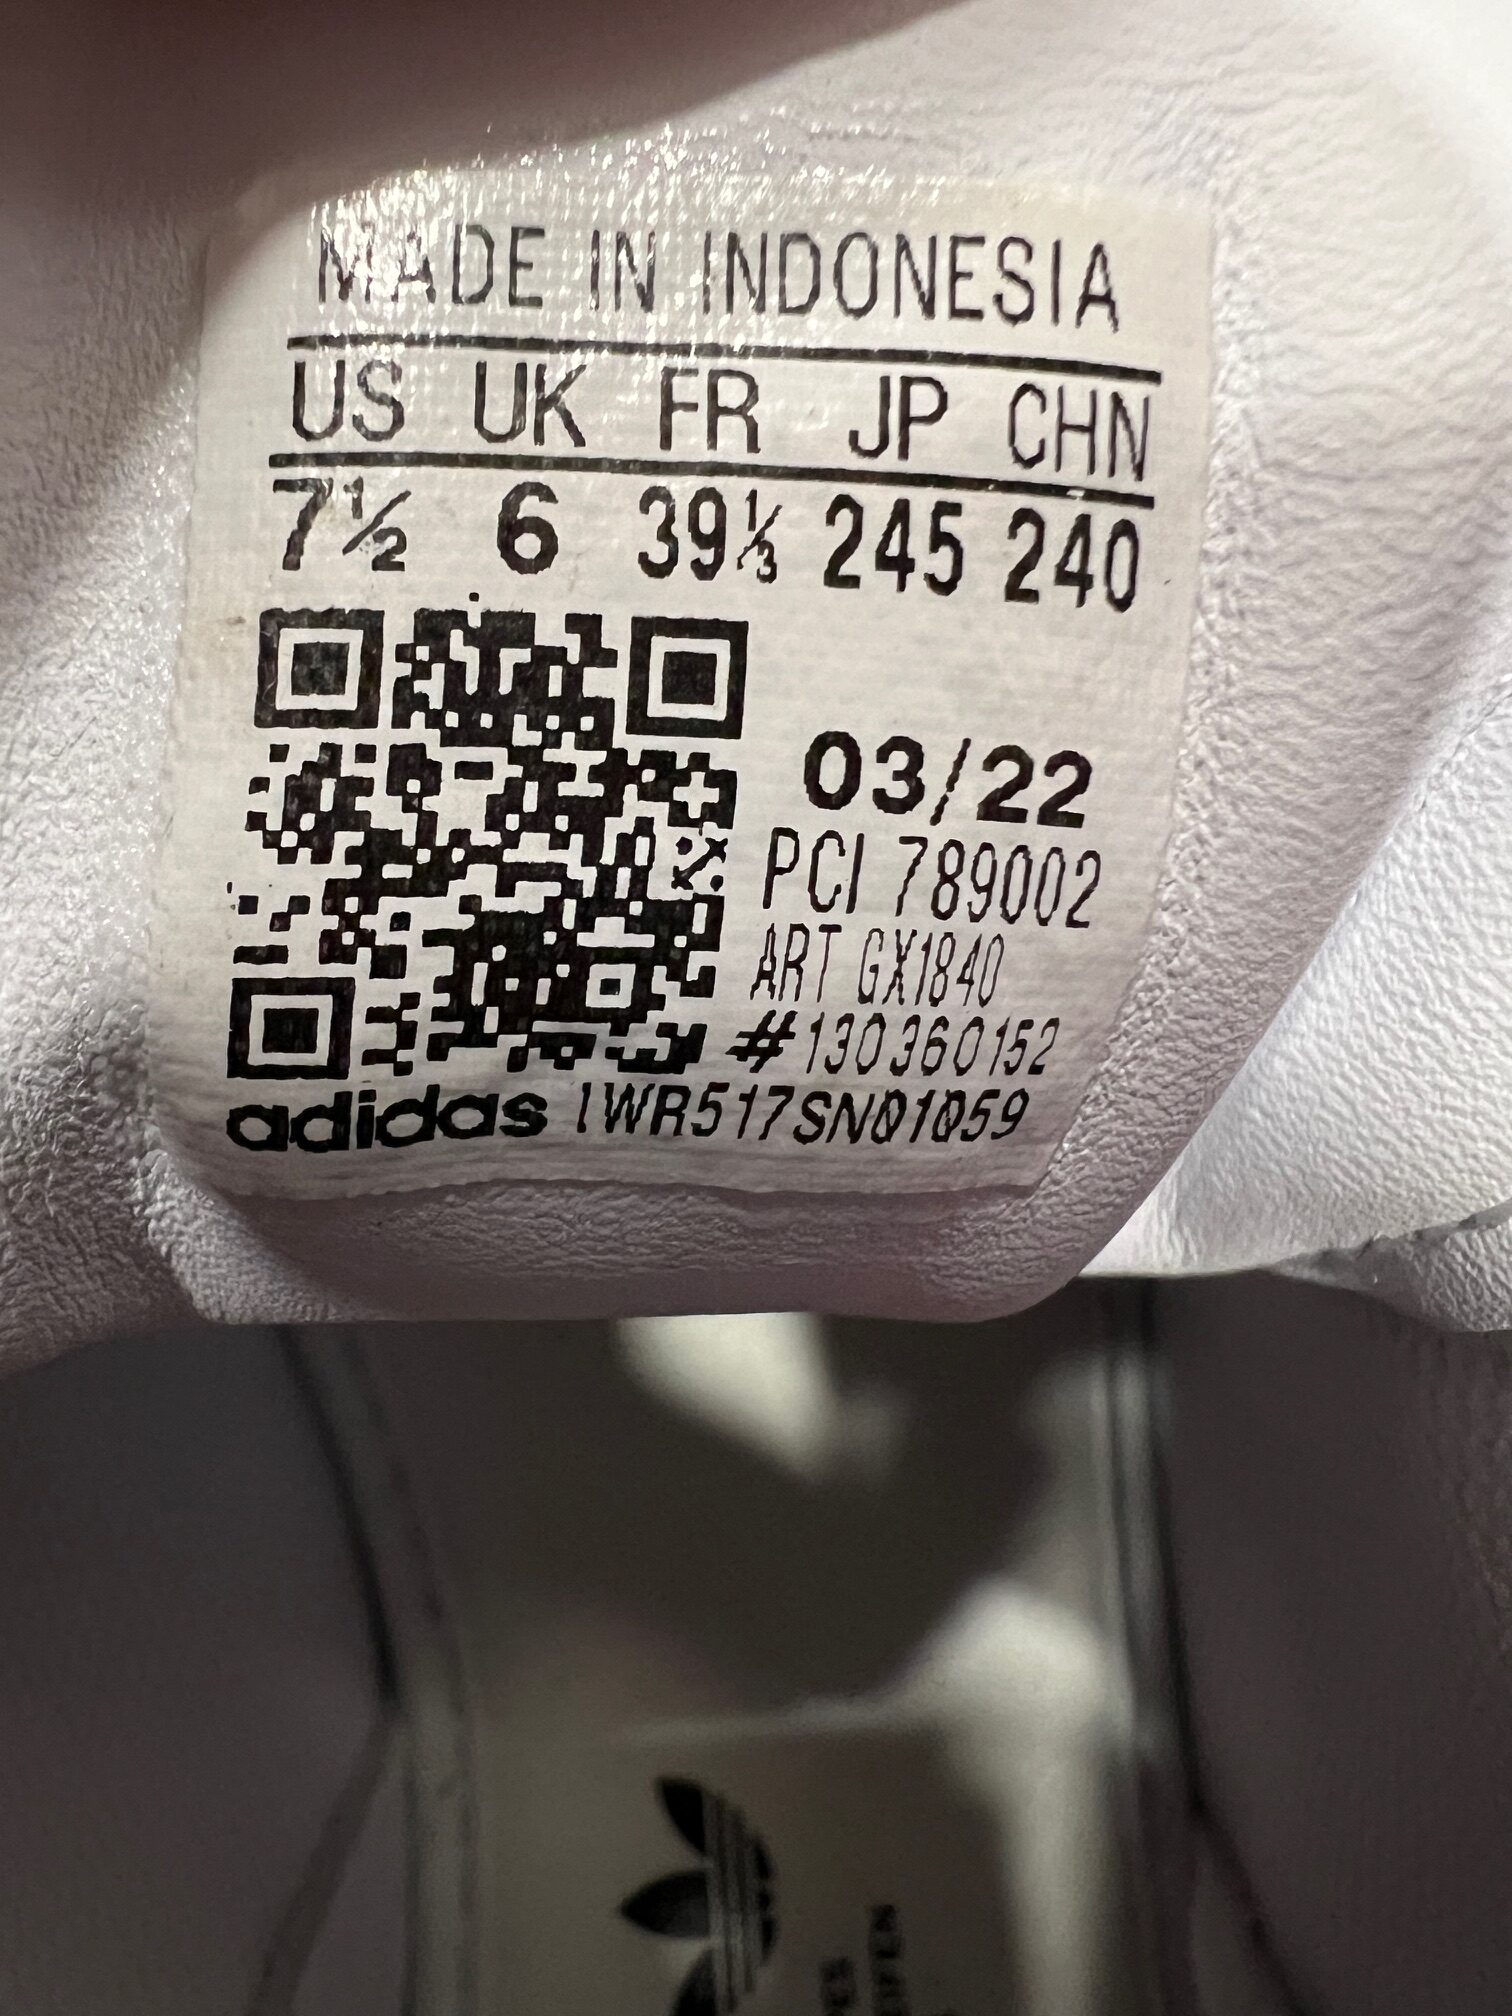 MADE IN INDONESIA
US UK FR JP CHN
7½ 6 39⅓ 245 240
03/22
PCI 789002
ART GX1840
#130360152
adidas 1WR517SN01059